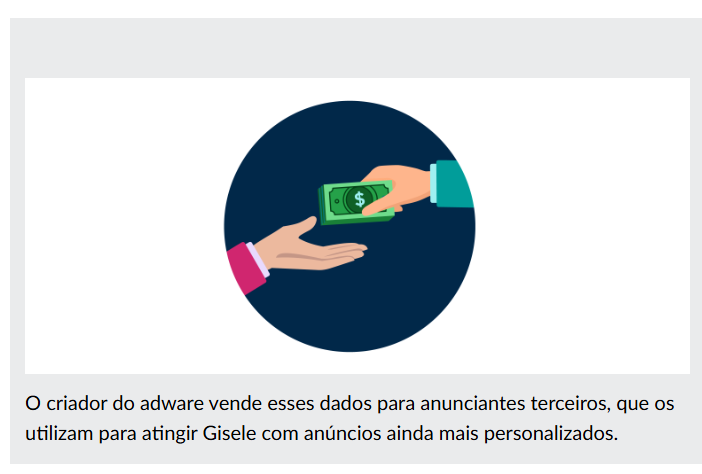 $
O criador do adware vende esses dados para anunciantes terceiros, que os
utilizam para atingir Gisele com anúncios ainda mais personalizados.